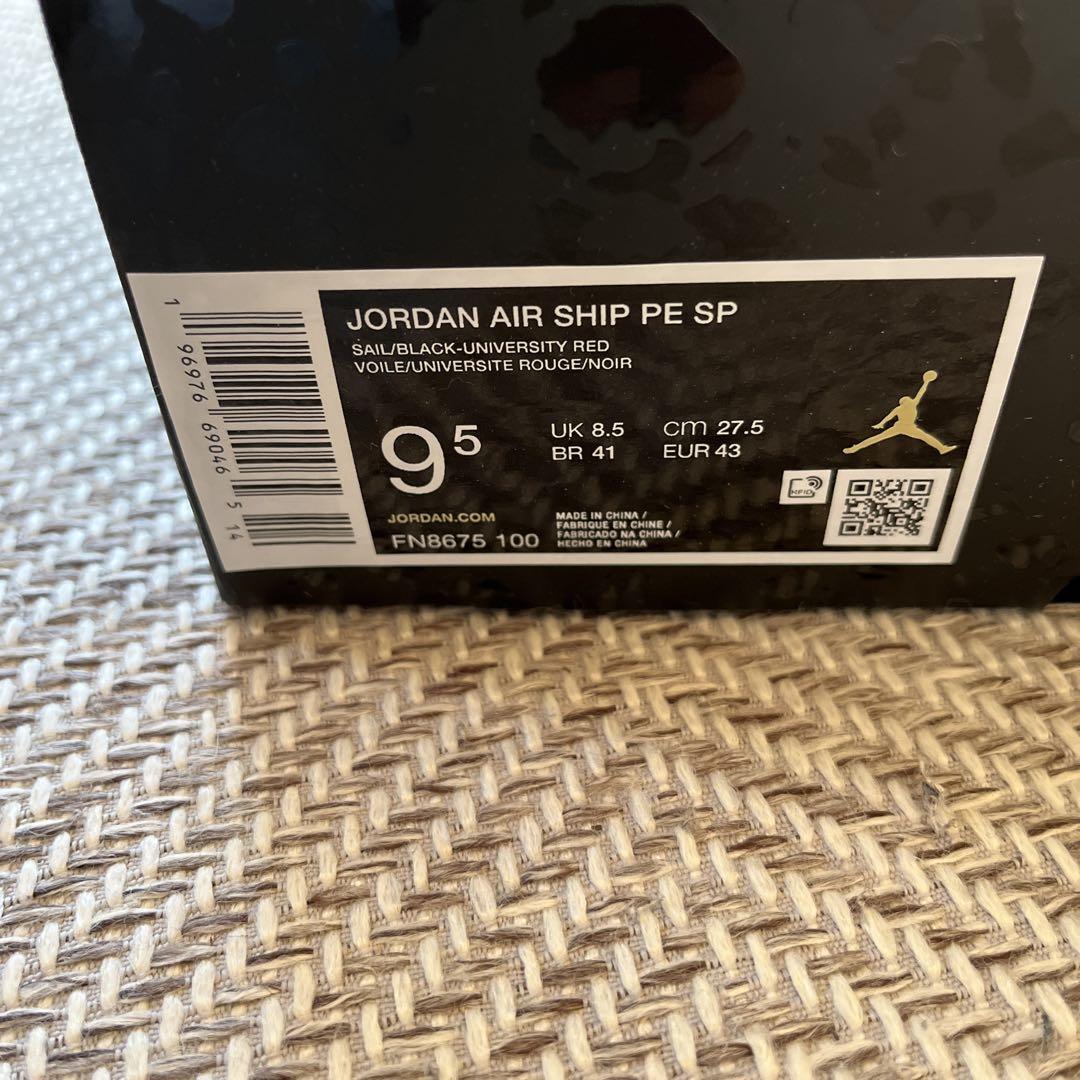 JORDAN AIR SHIP PE SP
SAIL/BLACK-UNIVERSITY RED
VOILE/UNIVERSITE ROUGE/NOIR
9⁵
UK 8.5 cm 27.5
BR 41 EUR 43
RFID
JORDAN.COM
FN8675 100
MADE IN CHINA /
FABRIQUE EN CHINE /
FABRICADO NA CHINA /
HECHO EN CHINA
1 96976 69046 5 14